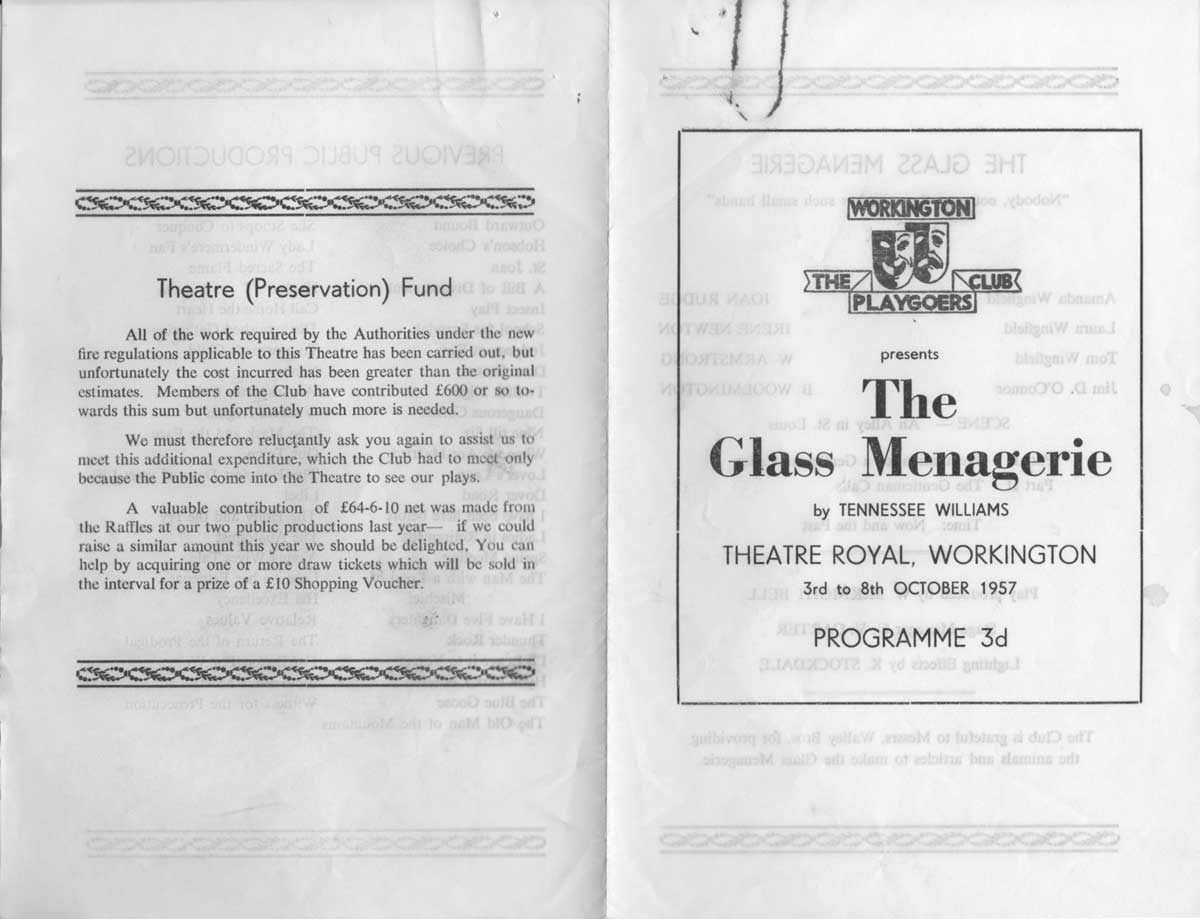 Theatre (Preservation) Fund
All of the work required by the Authorities under the new
fire regulations applicable to this Theatre has been carried out, but
unfortunately the cost incurred has been greater than the original
estimates. Members of the Club have contributed £600 or so to-
wards this sum but unfortunately much more is needed.
We must therefore reluctantly ask you again to assist us to
meet this additional expenditure, which the Club had to meet only
because the Public come into the Theatre to see our plays.
A valuable contribution of £64-6-10 net was made from
the Raffles at our two public productions last year— if we could
raise a similar amount this year we should be delighted. You can
help by acquiring one or more draw tickets which will be sold in
the interval for a prize of a £10 Shopping Voucher.
WORKINGTON
THE CLUB
PLAYGOERS
presents
The
Glass Menagerie
by TENNESSEE WILLIAMS
THEATRE ROYAL, WORKINGTON
3rd to 8th OCTOBER 1957
PROGRAMME 3d